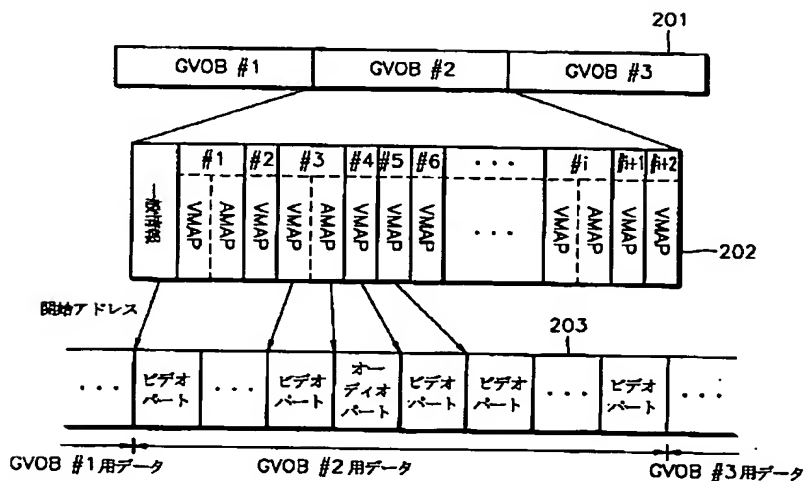 201
GVOB #1 GVOB #2 GVOB #3
#1 #2 #3 #4 #5 #6 ・・・ #i #i+1 #i+2
一般情報 VMAP AMAP VMAP VMAP AMAP VMAP VMAP VMAP ・・・ VMAP AMAP VMAP VMAP
202
開始アドレス
203
・・・ ビデオパート ・・・ ビデオパート オーディオパート ビデオパート ビデオパート ・・・ ビデオパート ・・・
GVOB #1用データ GVOB #2用データ GVOB #3用データ